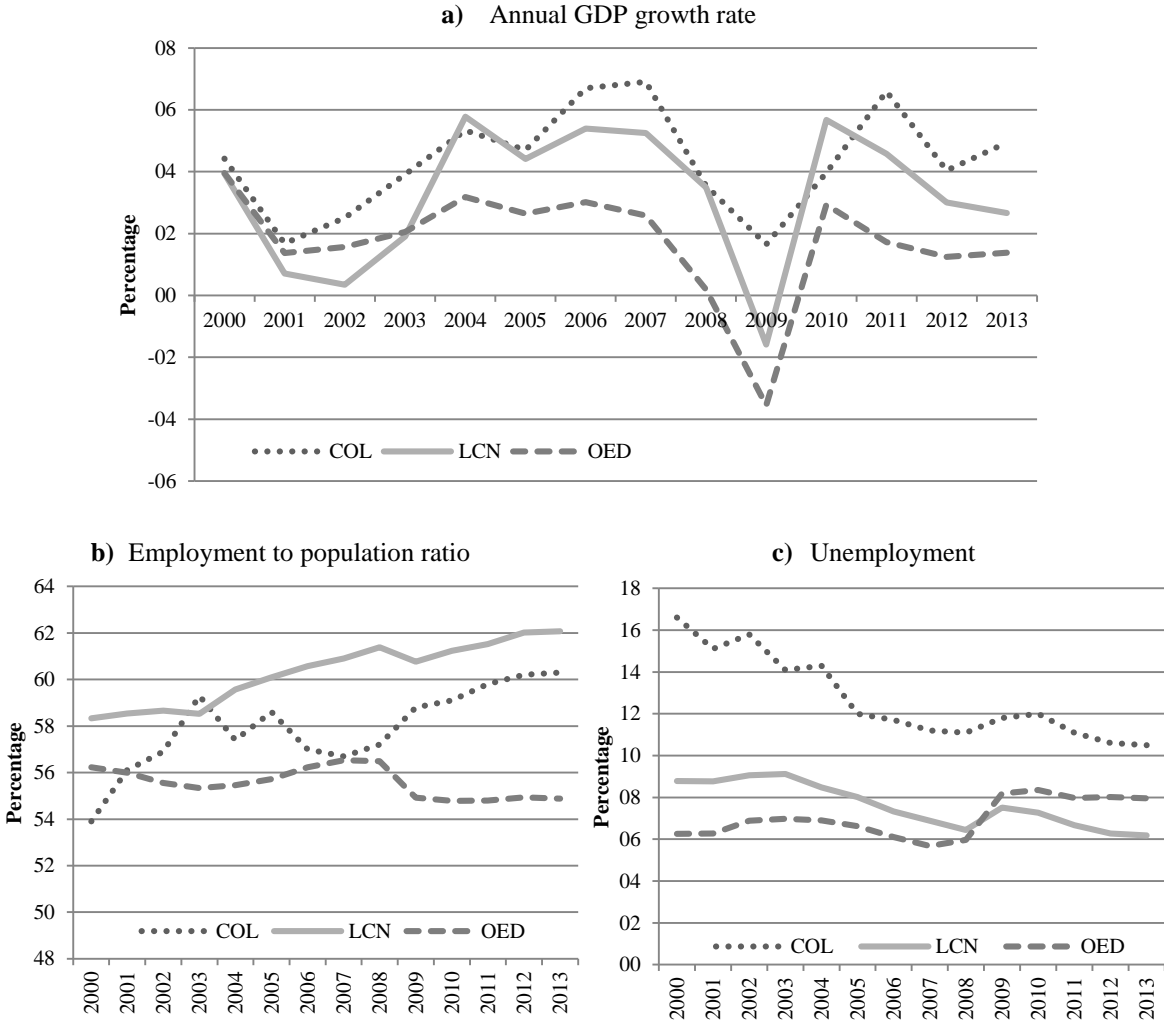 a) Annual GDP growth rate
08
06
04
02
00
-02
-04
-06
Percentage
2000 2001 2002 2003 2004 2005 2006 2007 2008 2009 2010 2011 2012 2013
COL LCN OED
b) Employment to population ratio
64
62
60
58
56
54
52
50
48
Percentage
COL LCN OED
2000 2001 2002 2003 2004 2005 2006 2007 2008 2009 2010 2011 2012 2013
c) Unemployment
18
16
14
12
10
08
06
04
02
00
Percentage
COL LCN OED
2000 2001 2002 2003 2004 2005 2006 2007 2008 2009 2010 2011 2012 2013